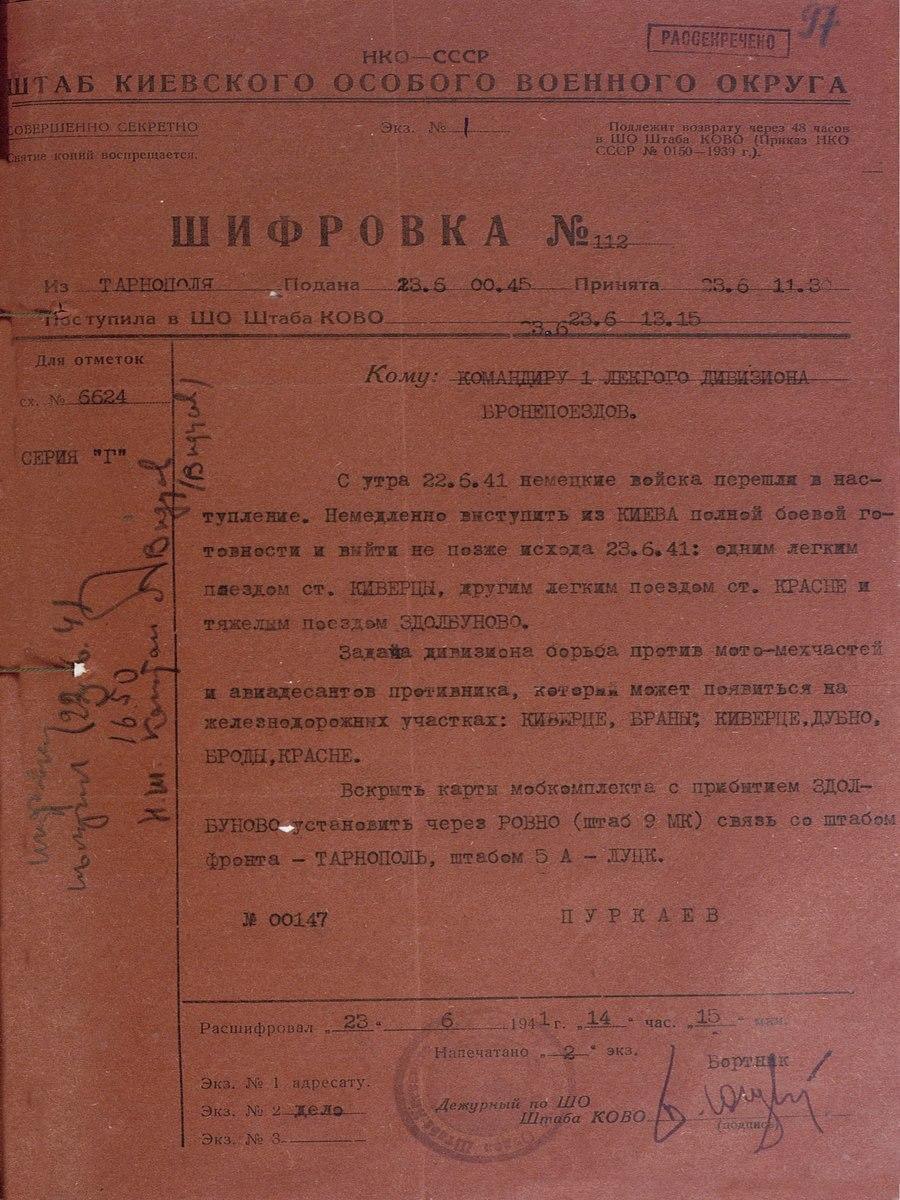 97
РАССЕКРЕЧЕНО
НКО—СССР
ШТАБ КИЕВСКОГО ОСОБОГО ВОЕННОГО ОКРУГА
СОВЕРШЕННО СЕКРЕТНО
Снятие копий воспрещается.
Экз. № 1
Подлежит возврату через 48 часов
в ШО Штаба КОВО (Приказ НКО
СССР № 0150—1939 г.).
ШИФРОВКА № 112
Из ТАРНОПОЛЯ Подана 23.6 00.45 Принята 23.6 11.30
Поступила в ШО Штаба КОВО 23.6 23.6 13.15
Для отметок
сх. № 6624
СЕРИЯ "Г"
Кому: КОМАНДИРУ 1 ЛЕКГОГО ДИВИЗИОНА
БРОНЕПОЕЗДОВ.
С утра 22.6.41 немецкие войска перешли в нас-
тупление. Немедленно выступить из КИЕВА полной боевой го-
товности и выйти не позже исхода 23.6.41: одним легким
поездом ст. КИВЕРЦЫ, другим легким поездом ст. КРАСНЕ и
тяжелым поездом ЗДОЛБУНОВО.
Задача дивизиона борьба против мото-мехчастей
и авиадесантов противника, который может появиться на
железнодорожных участках: КИВЕРЦЕ, БРАНЫ; КИВЕРЦЕ,ДУБНО,
БРОДЫ,КРАСНЕ.
Вскрыть карты мобкомплекта с прибытием ЗДОЛ-
БУНОВО установить через РОВНО (штаб 9 МК) связь со штабом
фронта – ТАРНОПОЛЬ, штабом 5 А – ЛУЦК.
№ 00147
ПУРКАЕВ
16.50
Расшифровал „23“ 6 1941 г. „14“ час. „15“ мин.
Напечатано „2“ экз.
Экз. № 1 адресату.
Экз. № 2 дело
Экз. № 3
Бортник
Дежурный по ШО
Штаба КОВО
(подпись)